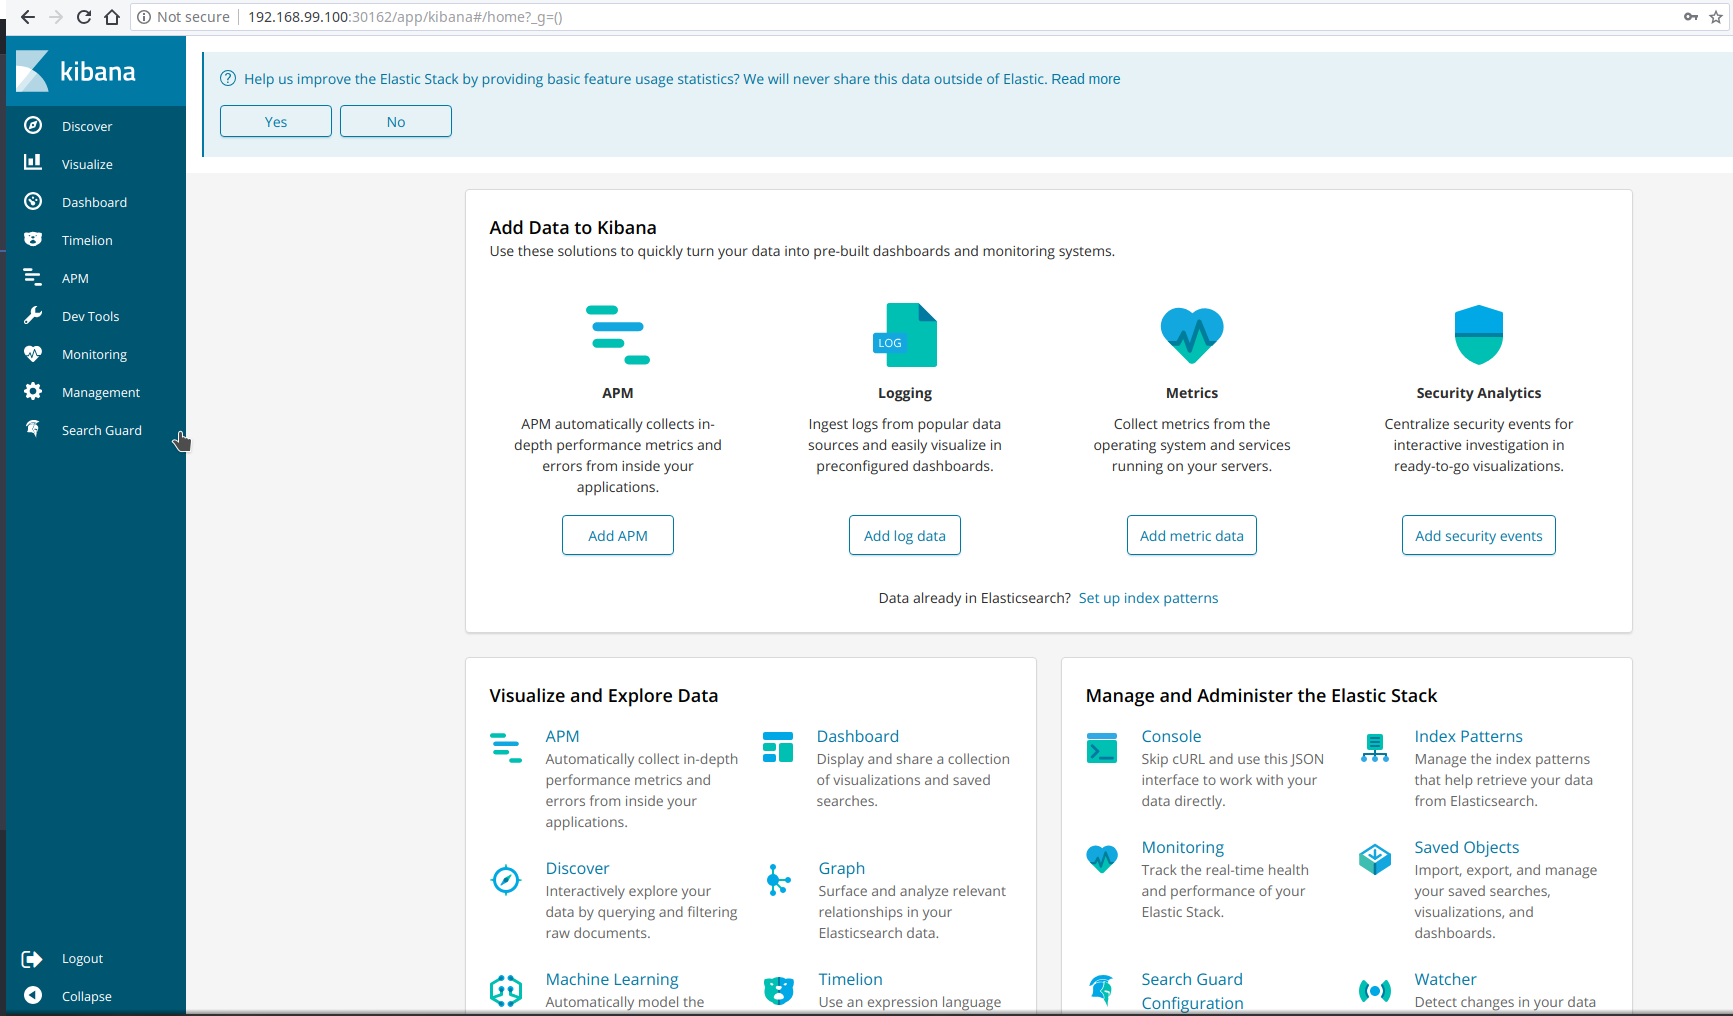 Not secure | 192.168.99.100:30162/app/kibana#/home?_g=()
kibana
Discover
Visualize
Dashboard
Timelion
APM
Dev Tools
Monitoring
Management
Search Guard
Logout
Collapse
Help us improve the Elastic Stack by providing basic feature usage statistics? We will never share this data outside of Elastic. Read more
Yes No
Add Data to Kibana
Use these solutions to quickly turn your data into pre-built dashboards and monitoring systems.
APM
APM automatically collects in-
depth performance metrics and
errors from inside your
applications.
Add APM
LOG
Logging
Ingest logs from popular data
sources and easily visualize in
preconfigured dashboards.
Add log data
Metrics
Collect metrics from the
operating system and services
running on your servers.
Add metric data
Security Analytics
Centralize security events for
interactive investigation in
ready-to-go visualizations.
Add security events
Data already in Elasticsearch? Set up index patterns
Visualize and Explore Data
APM
Automatically collect in-depth
performance metrics and
errors from inside your
applications.
Dashboard
Display and share a collection
of visualizations and saved
searches.
Discover
Interactively explore your
data by querying and filtering
raw documents.
Graph
Surface and analyze relevant
relationships in your
Elasticsearch data.
Machine Learning
Automatically model the
Timelion
Use an expression language
Manage and Administer the Elastic Stack
Console
Skip cURL and use this JSON
interface to work with your
data directly.
Index Patterns
Manage the index patterns
that help retrieve your data
from Elasticsearch.
Monitoring
Track the real-time health
and performance of your
Elastic Stack.
Saved Objects
Import, export, and manage
your saved searches,
visualizations, and
dashboards.
Search Guard
Configuration
Watcher
Detect changes in your data